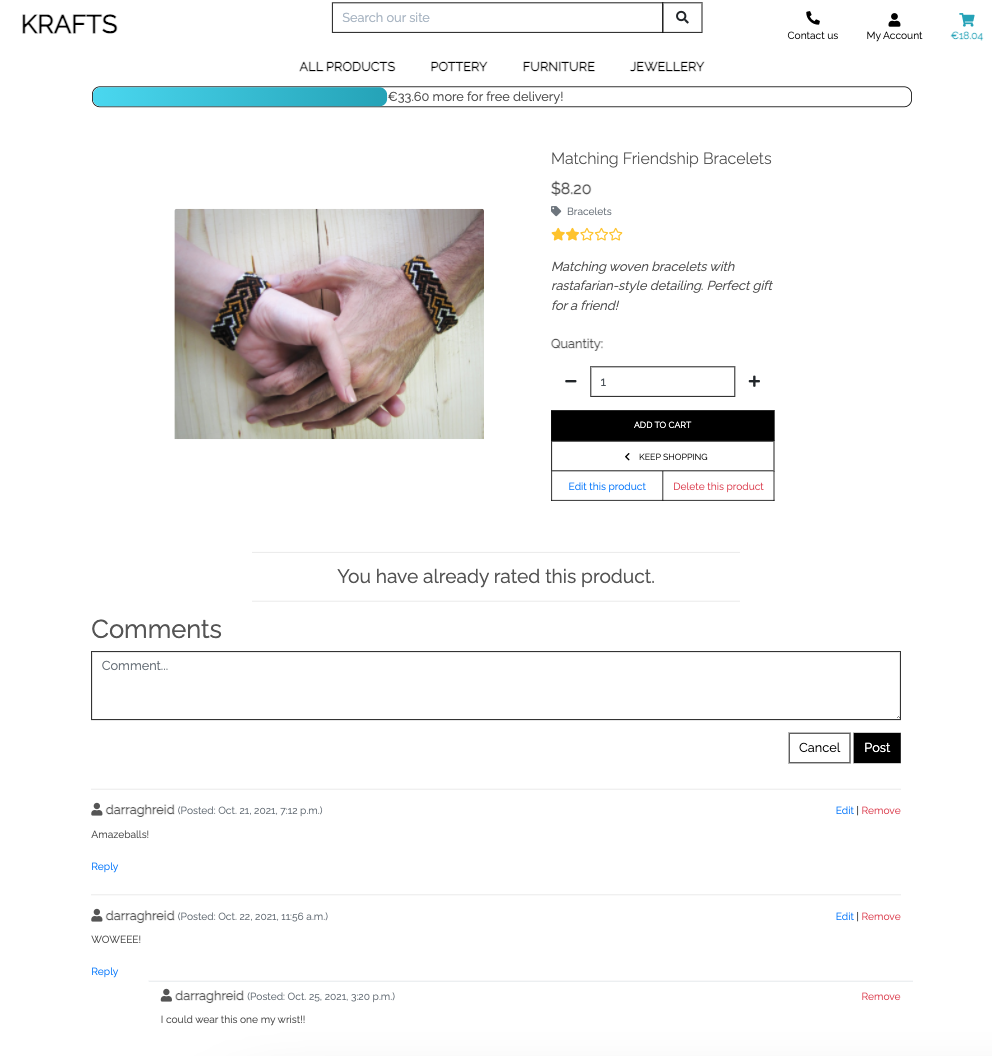 KRAFTS
Search our site
Contact us
My Account
€18.04
ALL PRODUCTS POTTERY FURNITURE JEWELLERY
€33.60 more for free delivery!
Matching Friendship Bracelets
$8.20
Bracelets
Matching woven bracelets with
rastafarian-style detailing. Perfect gift
for a friend!
Quantity:
1
ADD TO CART
KEEP SHOPPING
Edit this product Delete this product
You have already rated this product.
Comments
Comment...
Cancel Post
darraghreid (Posted: Oct. 21, 2021, 7:12 p.m.) Edit | Remove
Amazeballs!
Reply
darraghreid (Posted: Oct. 22, 2021, 11:56 a.m.) Edit | Remove
WOWEEE!
Reply
darraghreid (Posted: Oct. 25, 2021, 3:20 p.m.) Remove
I could wear this one my wrist!!